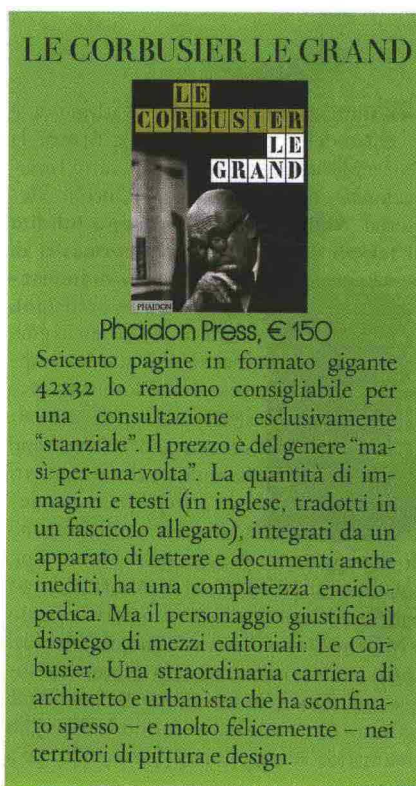 LE CORBUSIER LE GRAND
LE
CORBUSIER
LE
GRAND
PHAIDON
Phaidon Press, € 150
Seicento pagine in formato gigante
42x32 lo rendono consigliabile per
una consultazione esclusivamente
“stanziale”. Il prezzo è del genere “ma-
sì-per-una-volta”. La quantità di im-
magini e testi (in inglese, tradotti in
un fascicolo allegato), integrati da un
apparato di lettere e documenti anche
inediti, ha una completezza enciclo-
pedica. Ma il personaggio giustifica il
dispiego di mezzi editoriali: Le Cor-
busier. Una straordinaria carriera di
architetto e urbanista che ha sconfina-
to spesso – e molto felicemente – nei
territori di pittura e design.